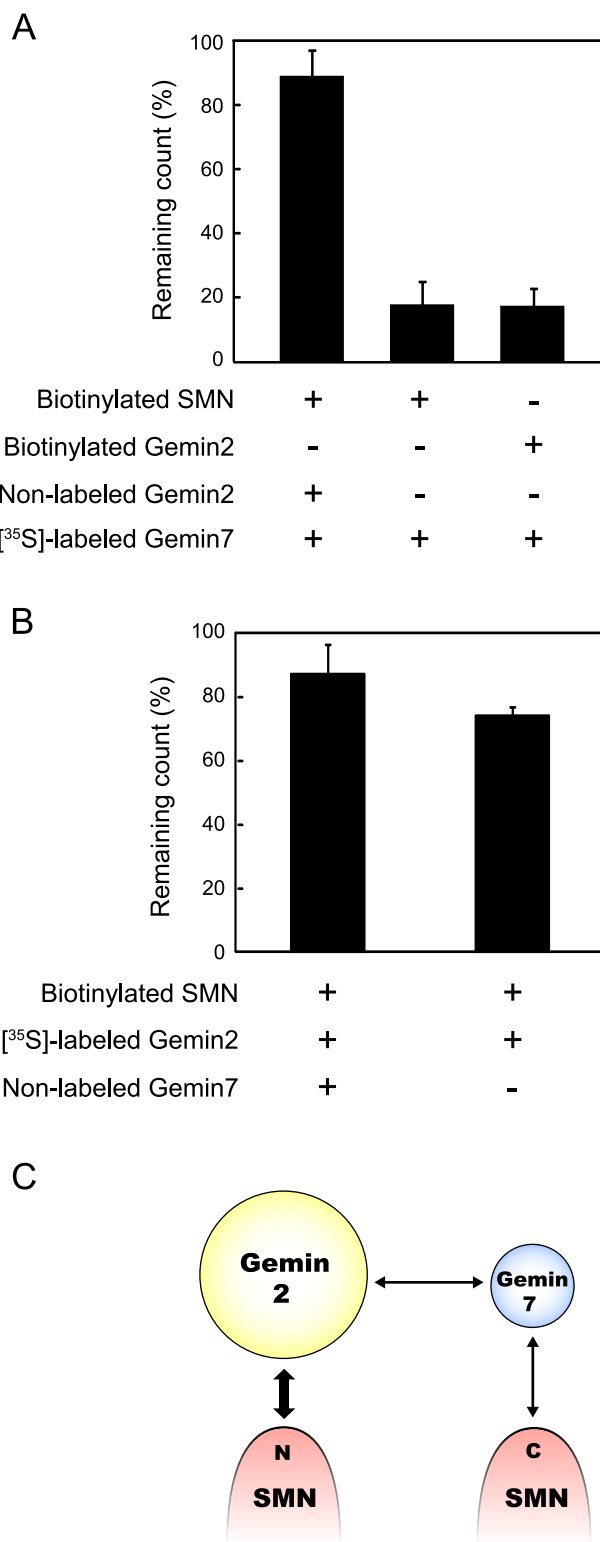 A
Remaining count (%)
100
80
60
40
20
0
Biotinylated SMN + + -
Biotinylated Gemin2 - - +
Non-labeled Gemin2 + - -
[35S]-labeled Gemin7 + + +
B
Remaining count (%)
100
80
60
40
20
0
Biotinylated SMN + +
[35S]-labeled Gemin2 + +
Non-labeled Gemin7 + -
C
Gemin
2
Gemin
7
N
SMN
C
SMN